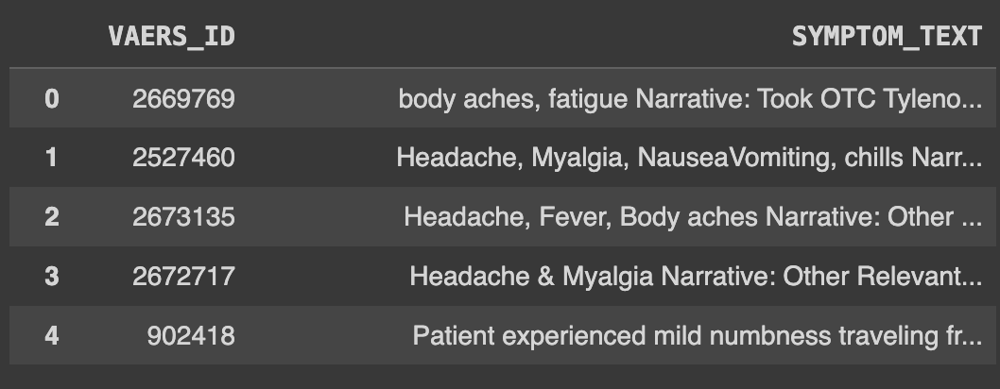 VAERS_ID SYMPTOM_TEXT
0 2669769 body aches, fatigue Narrative: Took OTC Tyleno...
1 2527460 Headache, Myalgia, NauseaVomiting, chills Narr...
2 2673135 Headache, Fever, Body aches Narrative: Other ...
3 2672717 Headache & Myalgia Narrative: Other Relevant...
4 902418 Patient experienced mild numbness traveling fr...